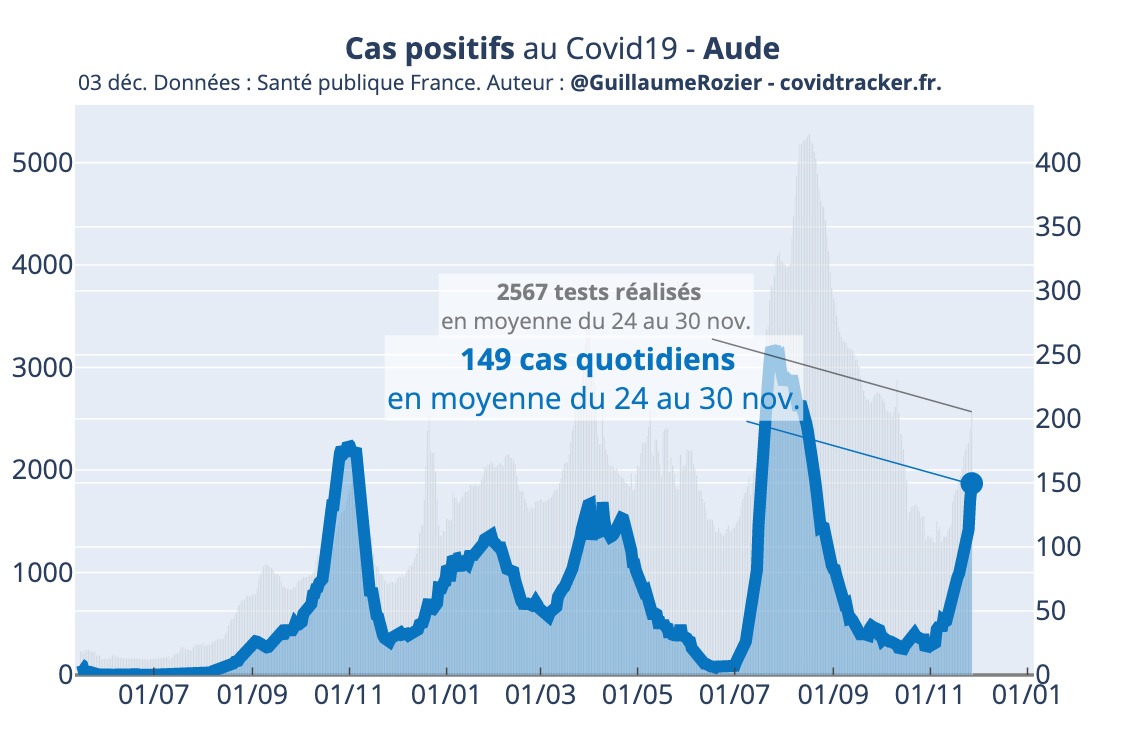 Cas positifs au Covid19 - Aude
03 déc. Données : Santé publique France. Auteur : @GuillaumeRozier - covidtracker.fr.
5000
4000
3000
2000
1000
0
400
350
300
250
200
150
100
50
0
2567 tests réalisés
en moyenne du 24 au 30 nov.
149 cas quotidiens
en moyenne du 24 au 30 nov.
01/07 01/09 01/11 01/01 01/03 01/05 01/07 01/09 01/11 01/01